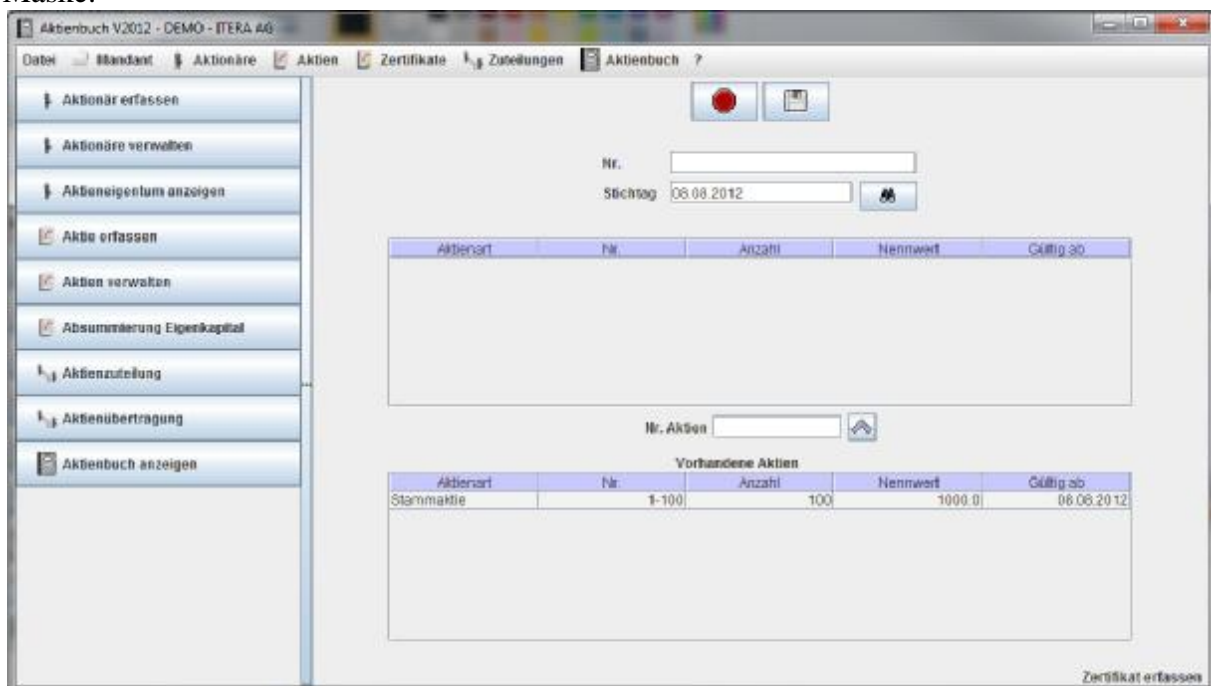 Maske:
Aktienbuch V2012 - DEMO - ITERA AG
Datei Mandant Aktionäre Aktien Zertifikate Zuteilungen Aktienbuch ?
Aktionär erfassen
Aktionäre verwalten
Aktieneigentum anzeigen
Aktie erfassen
Aktien verwalten
Absummierung Eigenkapital
Aktienzuteilung
Aktienübertragung
Aktienbuch anzeigen
Nr.
Stichtag 08.08.2012
Aktienart Nr. Anzahl Nennwert Gültig ab
Nr. Aktien
Vorhandene Aktien
Aktienart Nr. Anzahl Nennwert Gültig ab
Stammaktie 1-100 100 1000.0 08.08.2012
Zertifikat erfassen